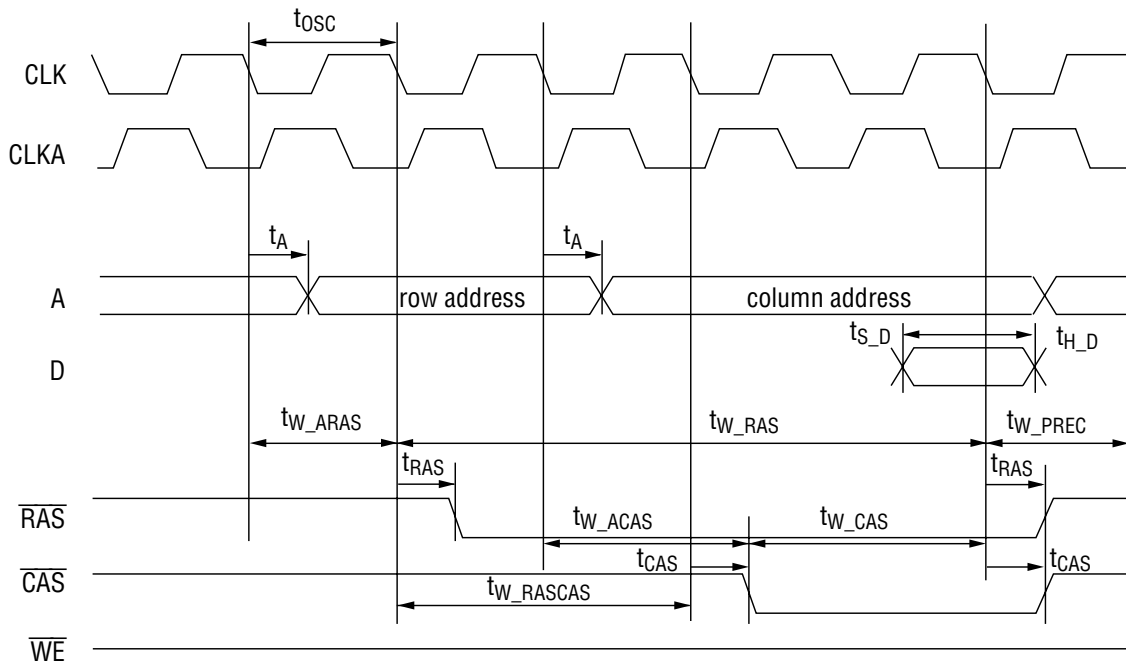 tOSC
CLK
CLKA
tA tA
A row address column address
tS_D tH_D
D
tW_ARAS tW_RAS tW_PREC
tRAS tRAS
RAS tW_ACAS tW_CAS
CAS tCAS tCAS
tW_RASCAS
WE